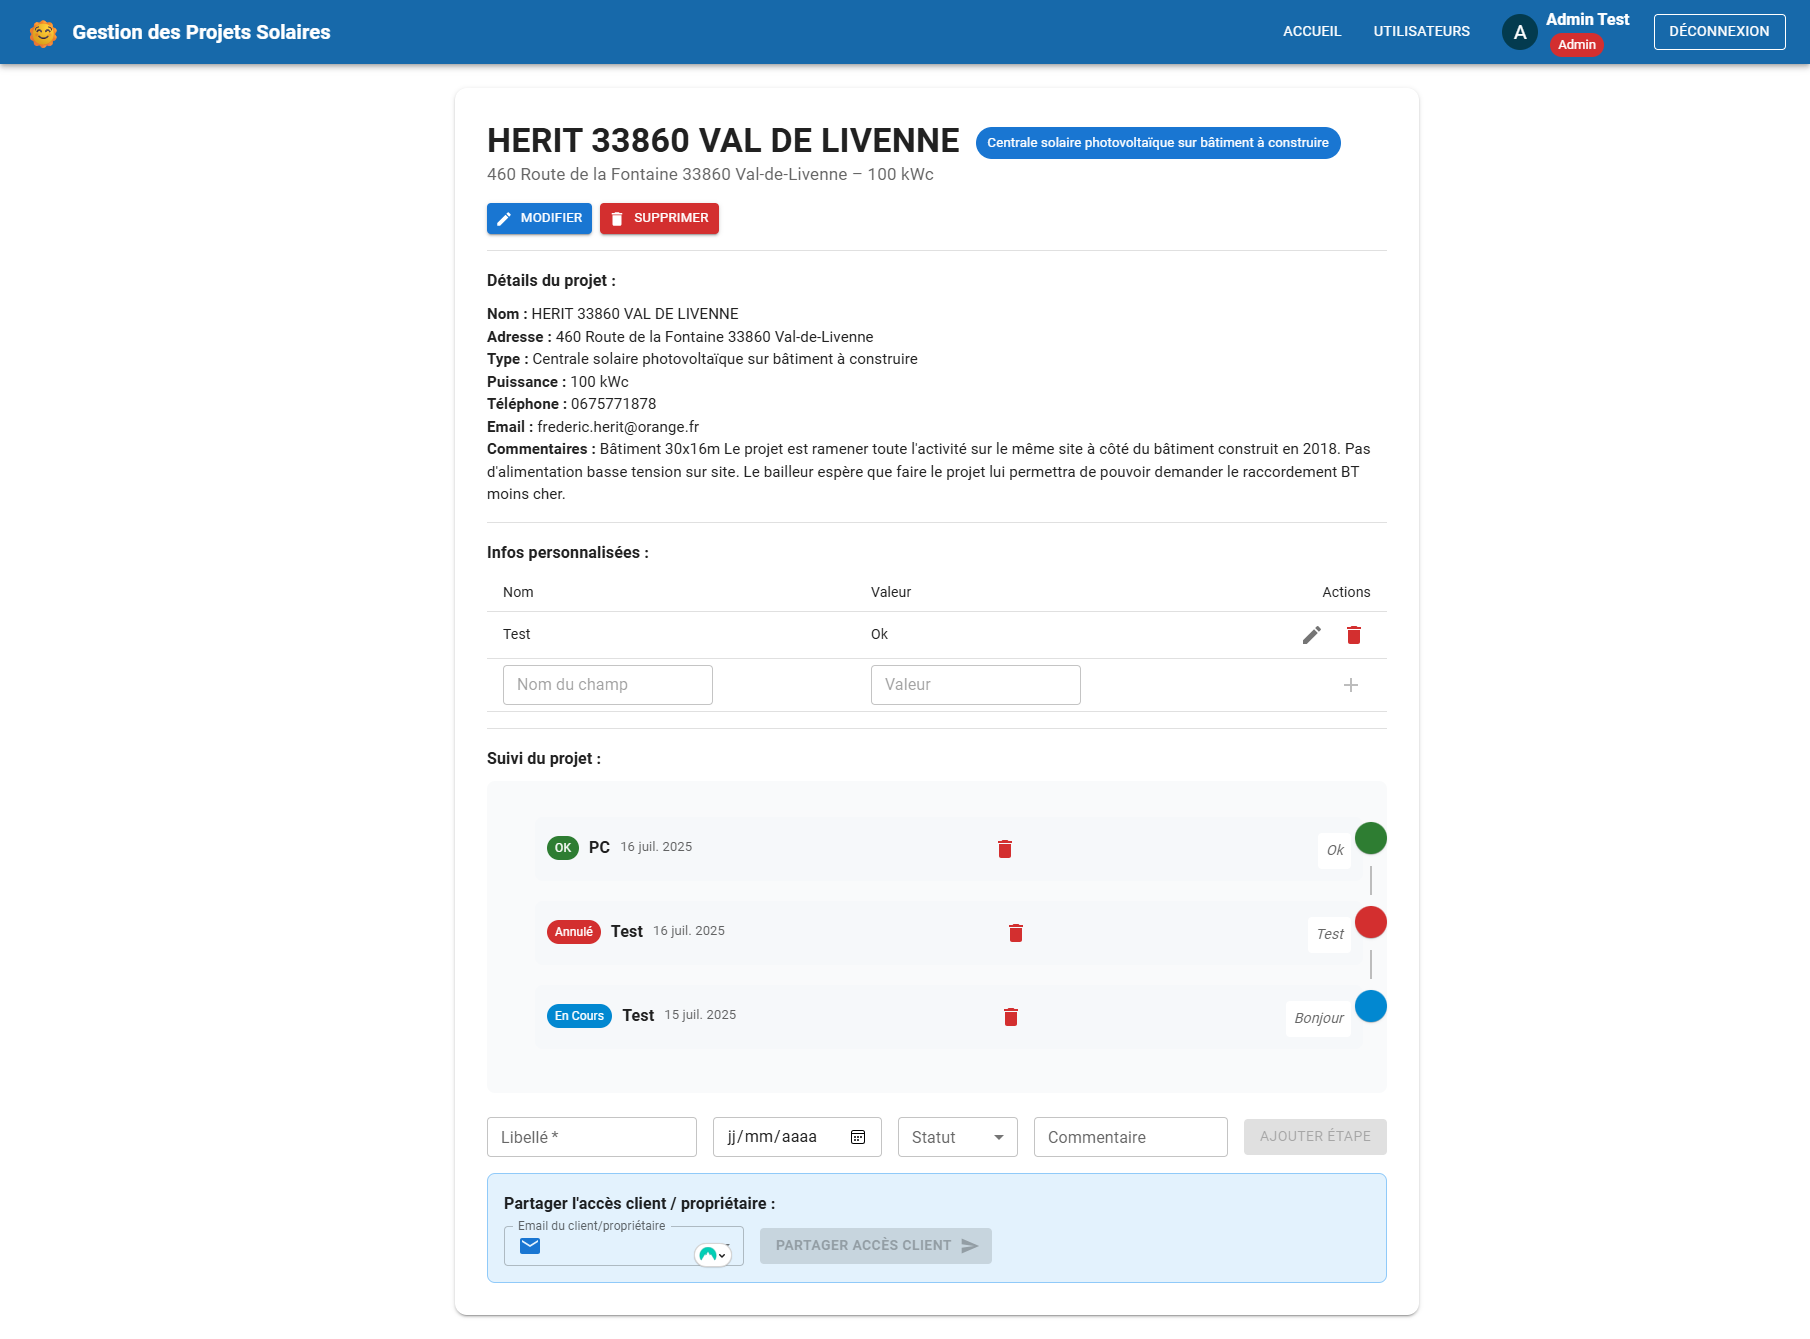 Gestion des Projets Solaires
ACCUEIL
UTILISATEURS
A
Admin Test
Admin
DÉCONNEXION
HERIT 33860 VAL DE LIVENNE
Centrale solaire photovoltaïque sur bâtiment à construire
460 Route de la Fontaine 33860 Val-de-Livenne – 100 kWc
MODIFIER
SUPPRIMER
Détails du projet :
Nom : HERIT 33860 VAL DE LIVENNE
Adresse : 460 Route de la Fontaine 33860 Val-de-Livenne
Type : Centrale solaire photovoltaïque sur bâtiment à construire
Puissance : 100 kWc
Téléphone : 0675771878
Email : frederic.herit@orange.fr
Commentaires : Bâtiment 30x16m Le projet est ramener toute l'activité sur le même site à côté du bâtiment construit en 2018. Pas
d'alimentation basse tension sur site. Le bailleur espère que faire le projet lui permettra de pouvoir demander le raccordement BT
moins cher.
Infos personnalisées :
Nom Valeur Actions
Test Ok
Nom du champ Valeur
Suivi du projet :
OK PC 16 juil. 2025 Ok
Annulé Test 16 juil. 2025 Test
En Cours Test 15 juil. 2025 Bonjour
Libellé * jj/mm/aaaa Statut Commentaire AJOUTER ÉTAPE
Partager l'accès client / propriétaire :
Email du client/propriétaire
PARTAGER ACCÈS CLIENT